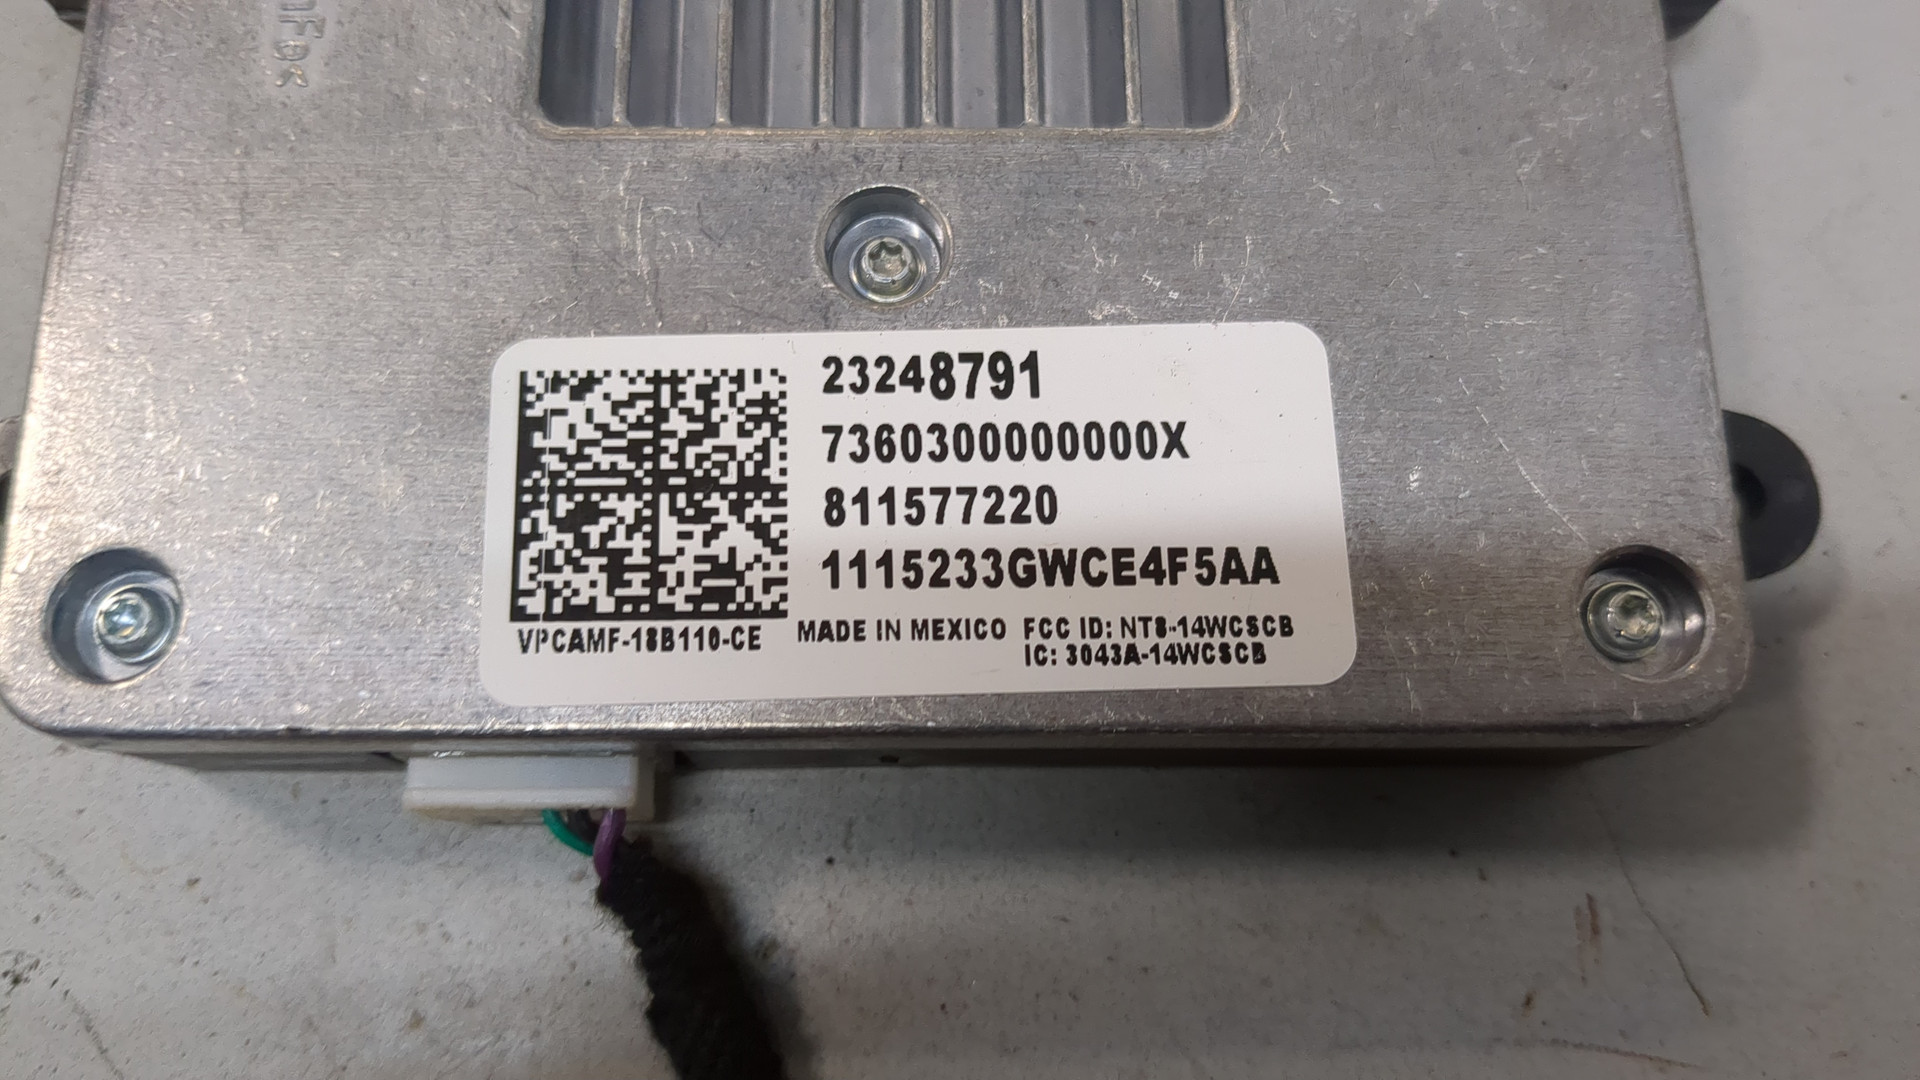 23248791
7360300000000X
811577220
1115233GWCE4F5AA
VPCAMF-18B110-CE
MADE IN MEXICO FCC ID: NT8-14WCSCB
IC: 3043A-14WCSCB